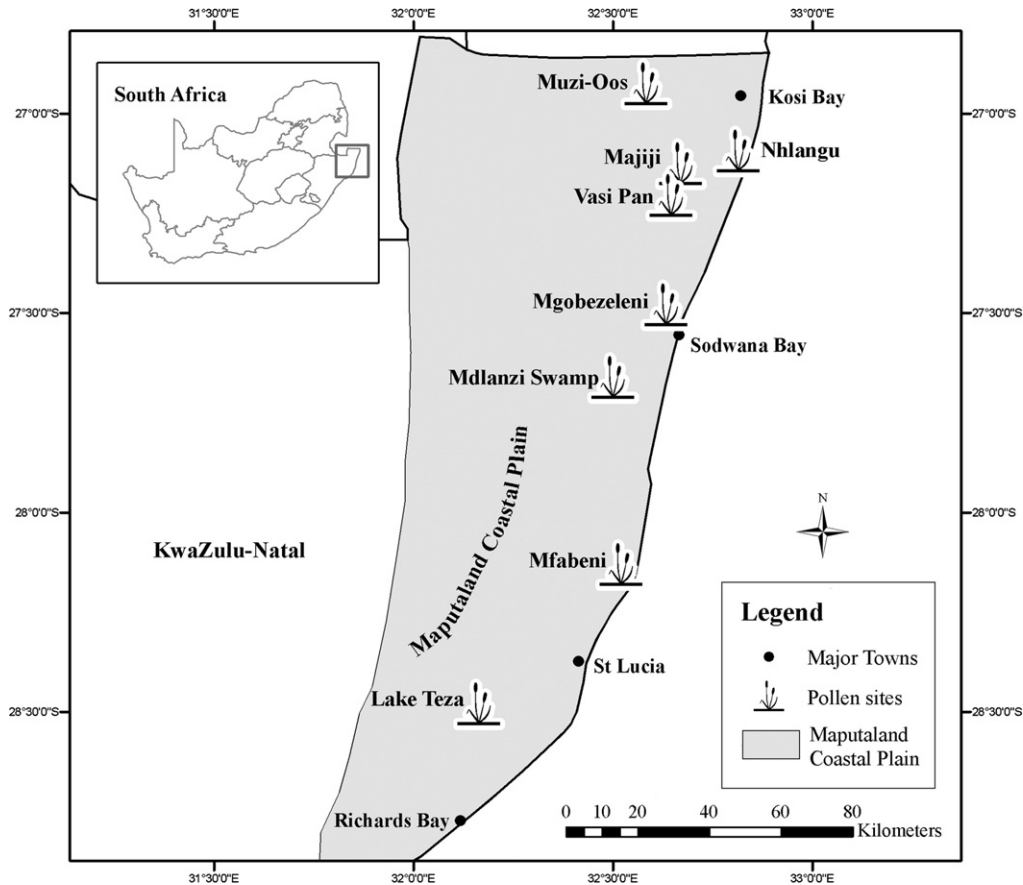 31°30'0"E
32°0'0"E
32°30'0"E
33°0'0"E
South Africa
Muzi-Oos
Kosi Bay
27°0'0"S
27°0'0"S
Majiji
Nhlangu
Vasi Pan
Mgobezeleni
27°30'0"S
27°30'0"S
Sodwana Bay
Mdlanzi Swamp
Maputaland Coastal Plain
28°0'0"S
28°0'0"S
N
KwaZulu-Natal
Mfabeni
Legend
Major Towns
Pollen sites
Maputaland
Coastal Plain
St Lucia
Lake Teza
28°30'0"S
28°30'0"S
Richards Bay
0 10 20 40 60 80
Kilometers
31°30'0"E
32°0'0"E
32°30'0"E
33°0'0"E